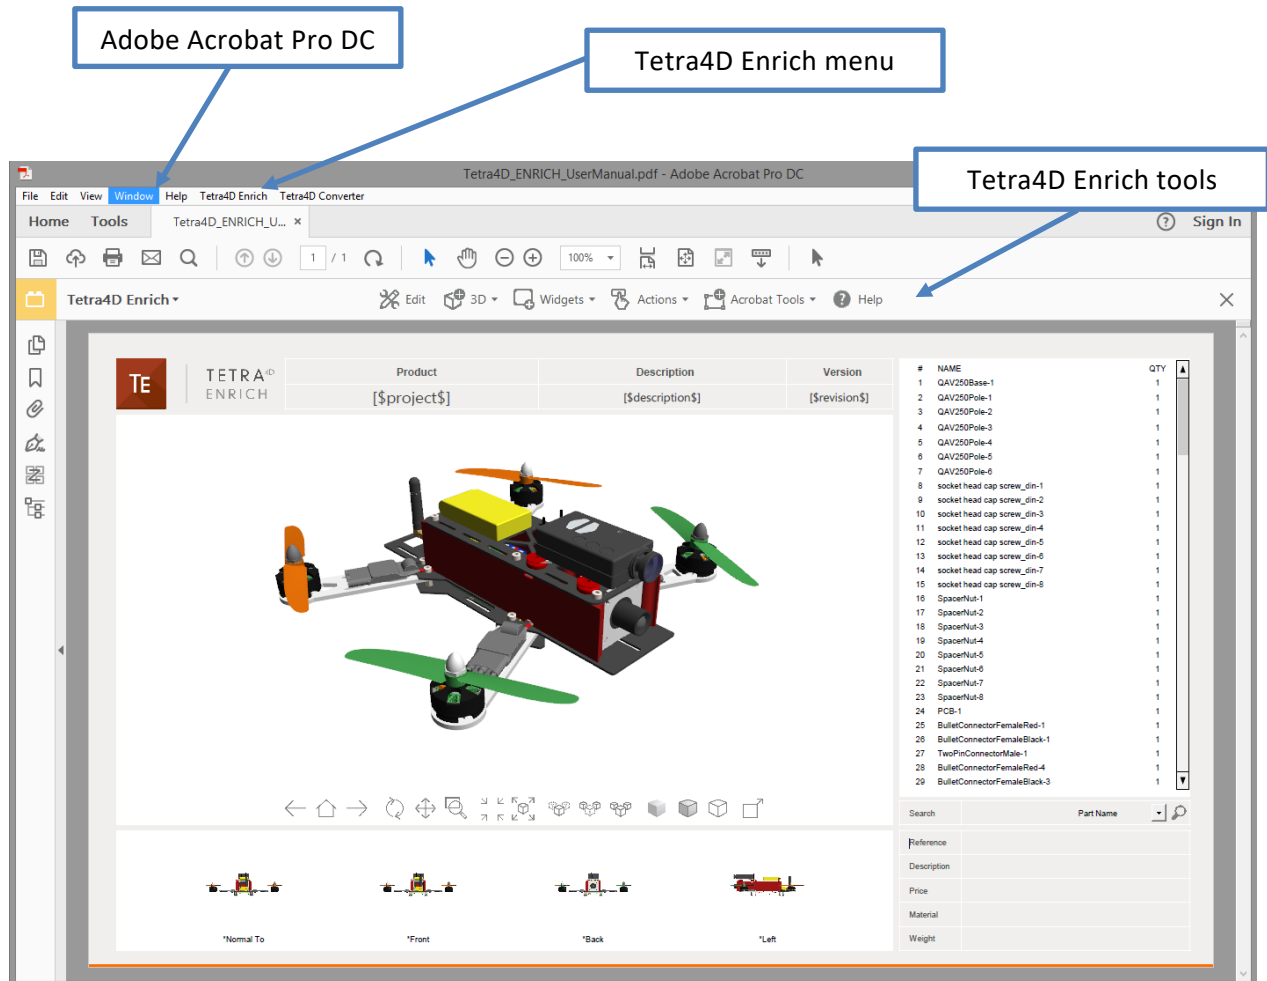 Adobe Acrobat Pro DC
Tetra4D Enrich menu
Tetra4D Enrich tools
Tetra4D_ENRICH_UserManual.pdf - Adobe Acrobat Pro DC
File Edit View Window Help Tetra4D Enrich Tetra4D Converter
Home Tools Tetra4D_ENRICH_U... × ? Sign In
1 / 1 100%
Tetra4D Enrich Edit 3D Widgets Actions Acrobat Tools ? Help
TE TETRA4D
ENRICH
Product Description Version
[$project$] [$description$] [$revision$]
# NAME QTY
1 QAV250Base-1 1
2 QAV250Pole-1 1
3 QAV250Pole-2 1
4 QAV250Pole-3 1
5 QAV250Pole-4 1
6 QAV250Pole-5 1
7 QAV250Pole-6 1
8 socket head cap screw_din-1 1
9 socket head cap screw_din-2 1
10 socket head cap screw_din-3 1
11 socket head cap screw_din-4 1
12 socket head cap screw_din-5 1
13 socket head cap screw_din-6 1
14 socket head cap screw_din-7 1
15 socket head cap screw_din-8 1
16 SpacerNut-1 1
17 SpacerNut-2 1
18 SpacerNut-3 1
19 SpacerNut-4 1
20 SpacerNut-5 1
21 SpacerNut-6 1
22 SpacerNut-7 1
23 SpacerNut-8 1
24 PCB-1 1
25 BulletConnectorFemaleRed-1 1
26 BulletConnectorFemaleBlack-1 1
27 TwoPinConnectorMale-1 1
28 BulletConnectorFemaleRed-4 1
29 BulletConnectorFemaleBlack-3 1
Search Part Name
Reference
Description
Price
Material
Weight
*Normal To *Front *Back *Left